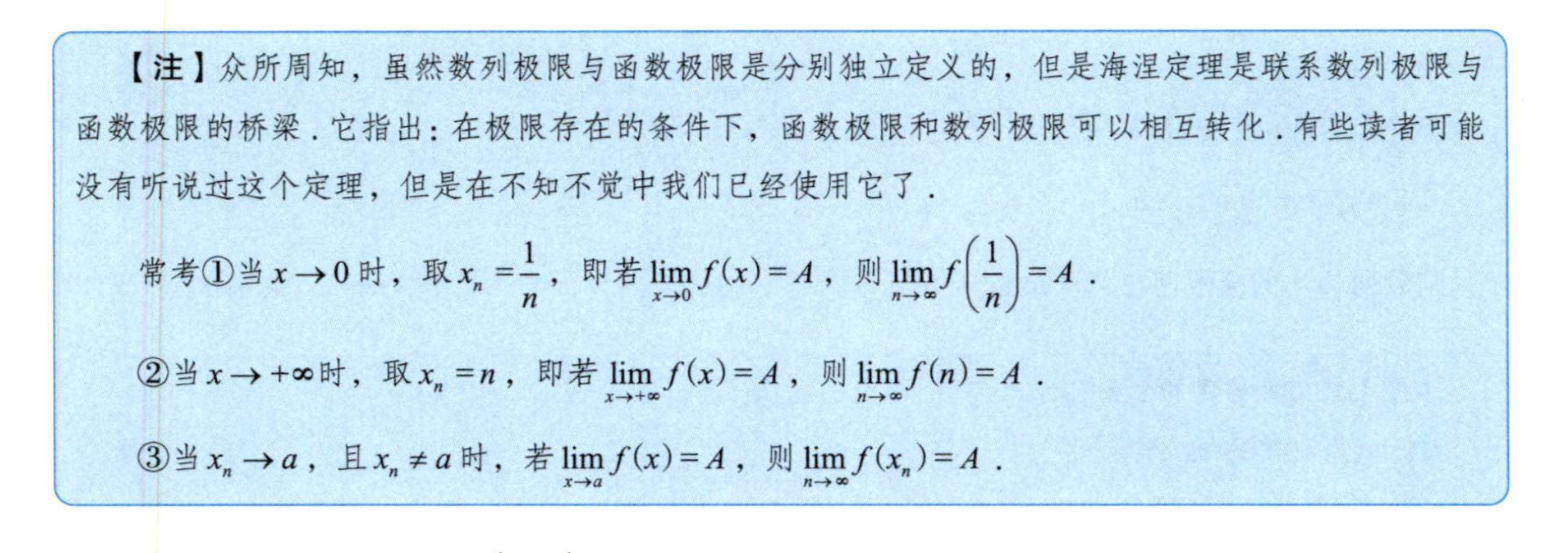 【注】众所周知，虽然数列极限与函数极限是分别独立定义的，但是海涅定理是联系数列极限与
函数极限的桥梁．它指出：在极限存在的条件下，函数极限和数列极限可以相互转化．有些读者可能
没有听说过这个定理，但是在不知不觉中我们已经使用它了．
常考①当 $x\to 0$ 时，取 $x_n=\frac{1}{n}$，即若 $\lim_{x\to 0} f(x)=A$，则 $\lim_{n\to\infty} f\left(\frac{1}{n}\right)=A$．
②当 $x\to +\infty$ 时，取 $x_n=n$，即若 $\lim_{x\to +\infty} f(x)=A$，则 $\lim_{n\to\infty} f(n)=A$．
③当 $x_n\to a$，且 $x_n\neq a$ 时，若 $\lim_{x\to a} f(x)=A$，则 $\lim_{n\to\infty} f(x_n)=A$．